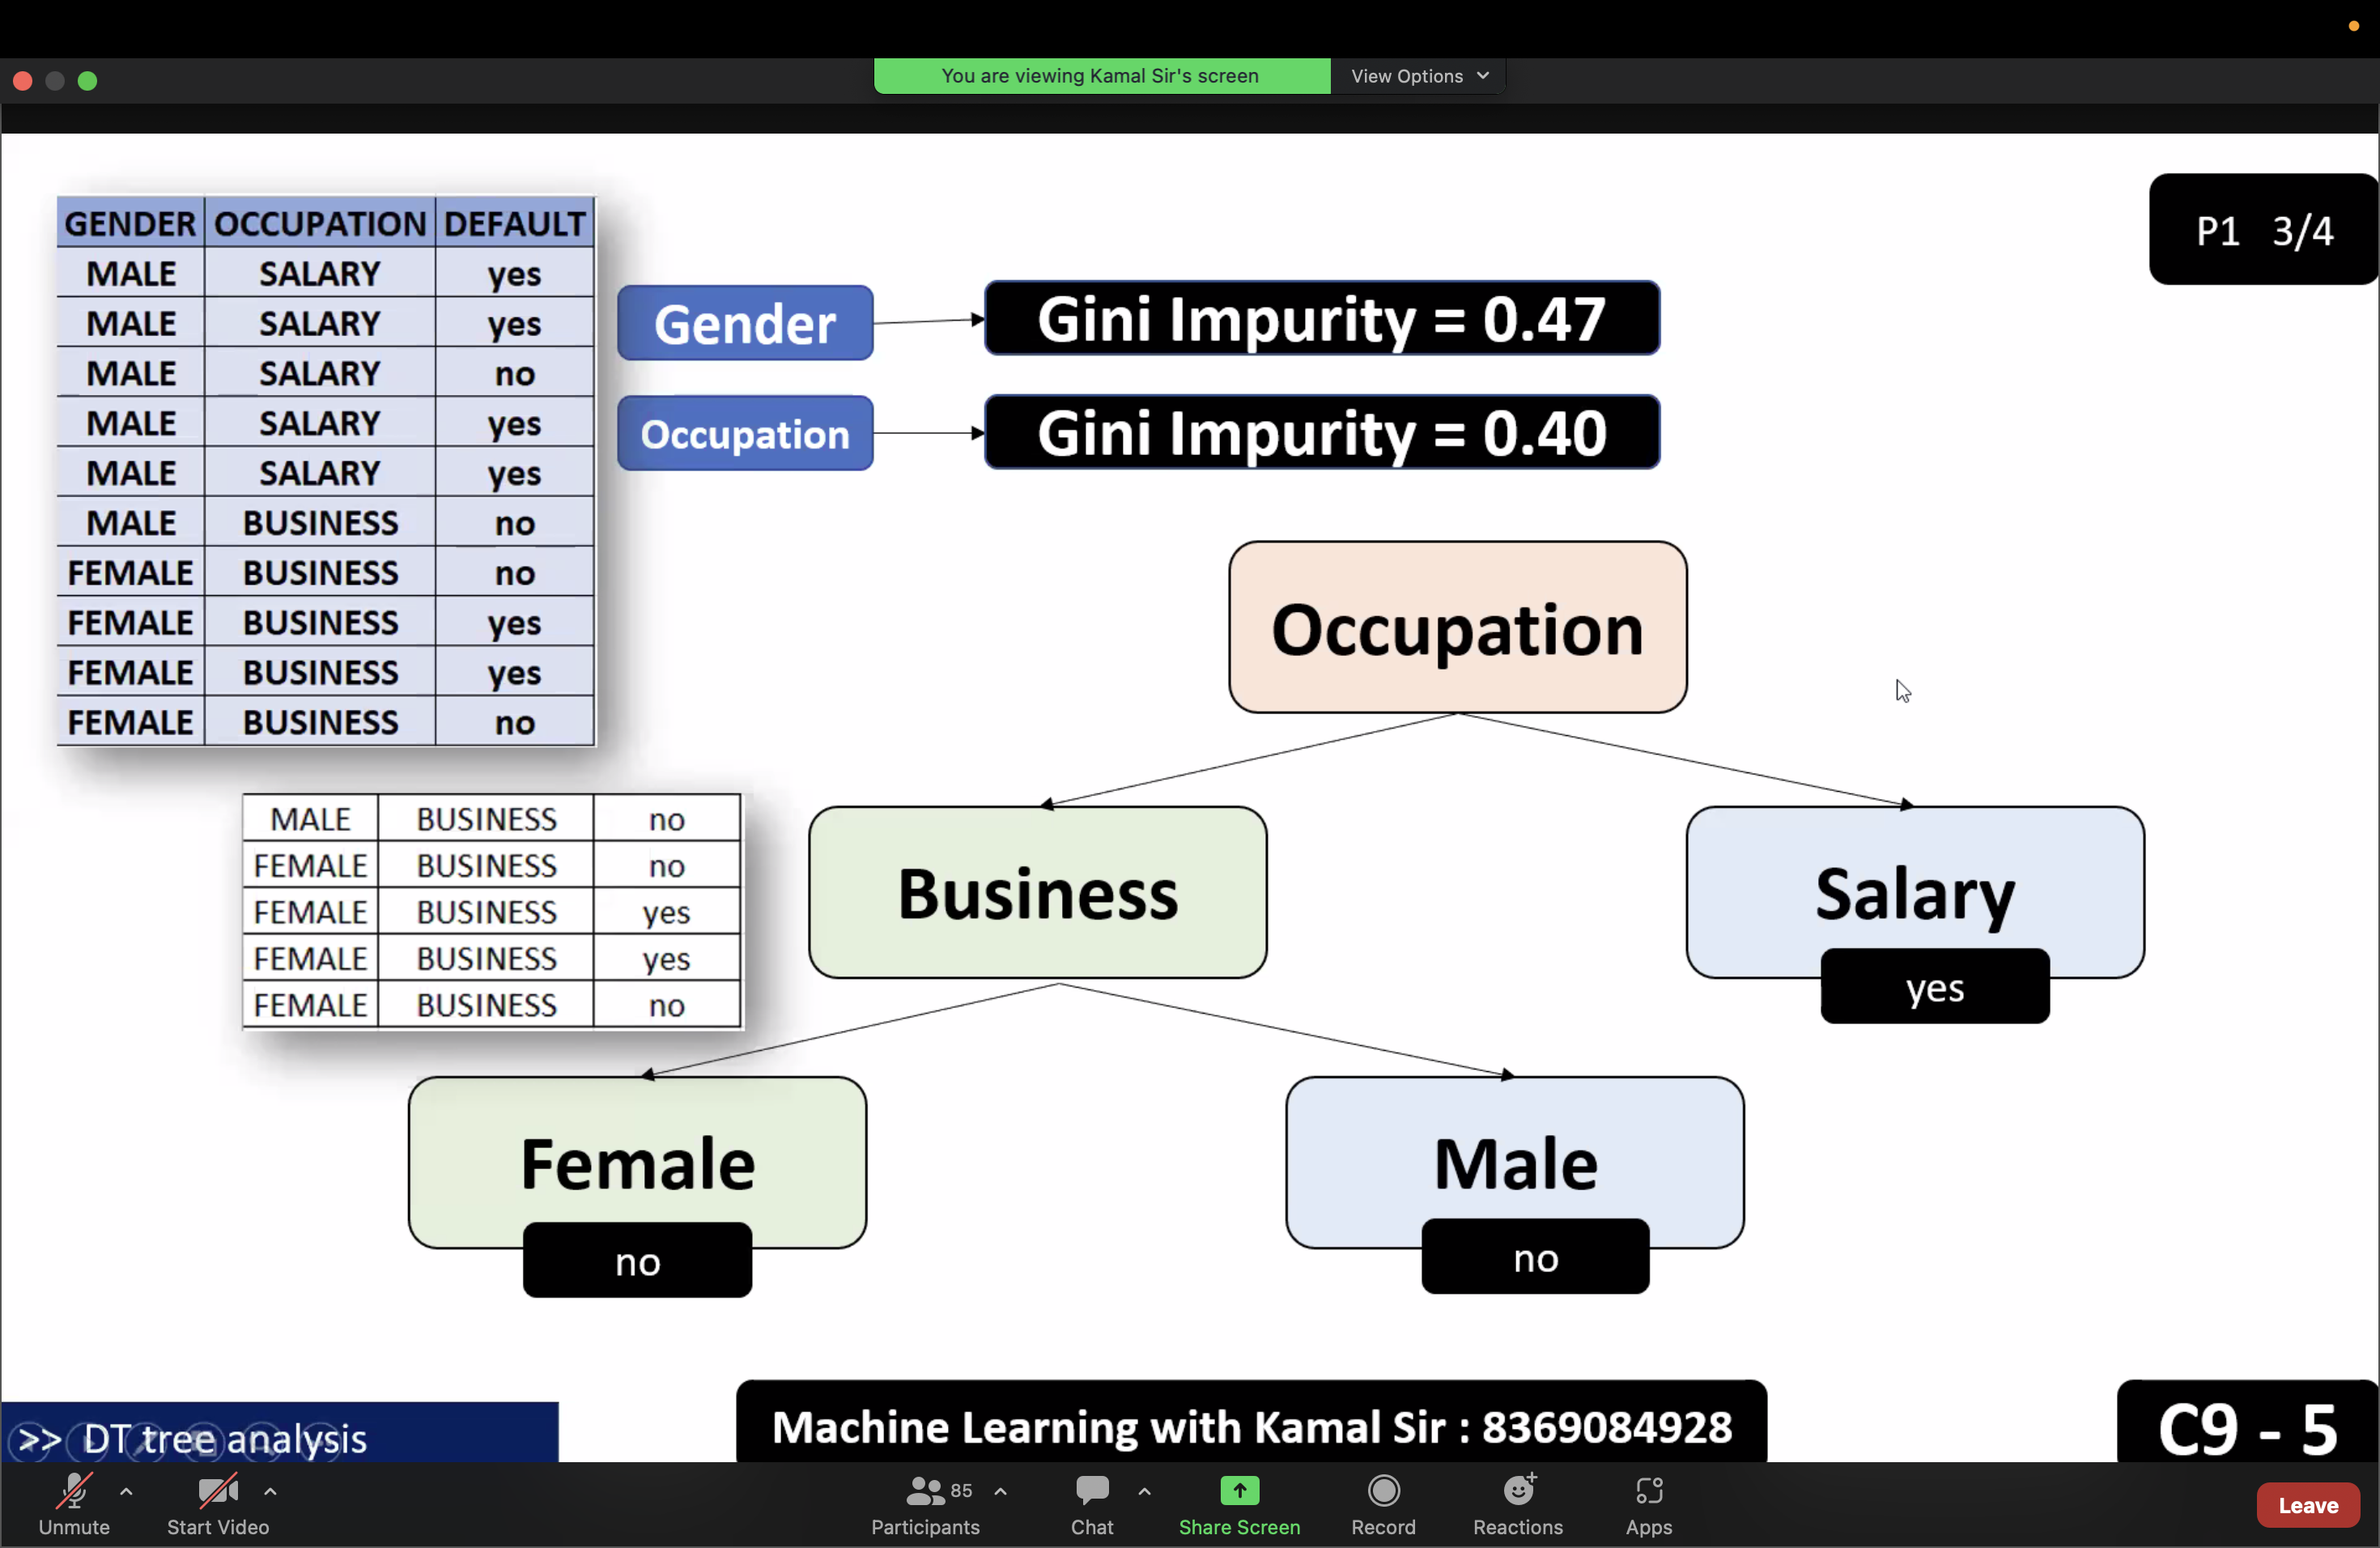 You are viewing Kamal Sir's screen
View Options
P1 3/4
GENDER OCCUPATION DEFAULT
MALE SALARY yes
MALE SALARY yes
MALE SALARY no
MALE SALARY yes
MALE SALARY yes
MALE BUSINESS no
FEMALE BUSINESS no
FEMALE BUSINESS yes
FEMALE BUSINESS yes
FEMALE BUSINESS no
Gender
Gini Impurity = 0.47
Occupation
Gini Impurity = 0.40
Occupation
MALE BUSINESS no
FEMALE BUSINESS no
FEMALE BUSINESS yes
FEMALE BUSINESS yes
FEMALE BUSINESS no
Business
Salary
yes
Female
no
Male
no
>> DT tree analysis
Machine Learning with Kamal Sir : 8369084928
C9 - 5
Unmute
Start Video
85
Participants
Chat
Share Screen
Record
Reactions
Apps
Leave